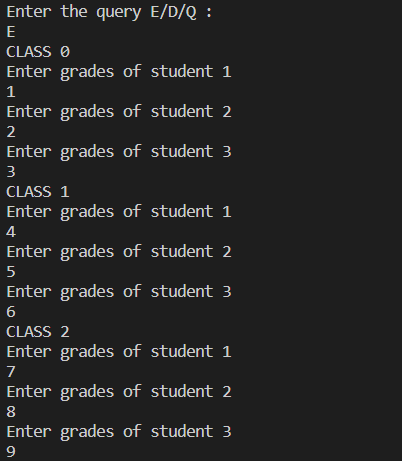 Enter the query E/D/Q :
E
CLASS 0
Enter grades of student 1
1
Enter grades of student 2
2
Enter grades of student 3
3
CLASS 1
Enter grades of student 1
4
Enter grades of student 2
5
Enter grades of student 3
6
CLASS 2
Enter grades of student 1
7
Enter grades of student 2
8
Enter grades of student 3
9